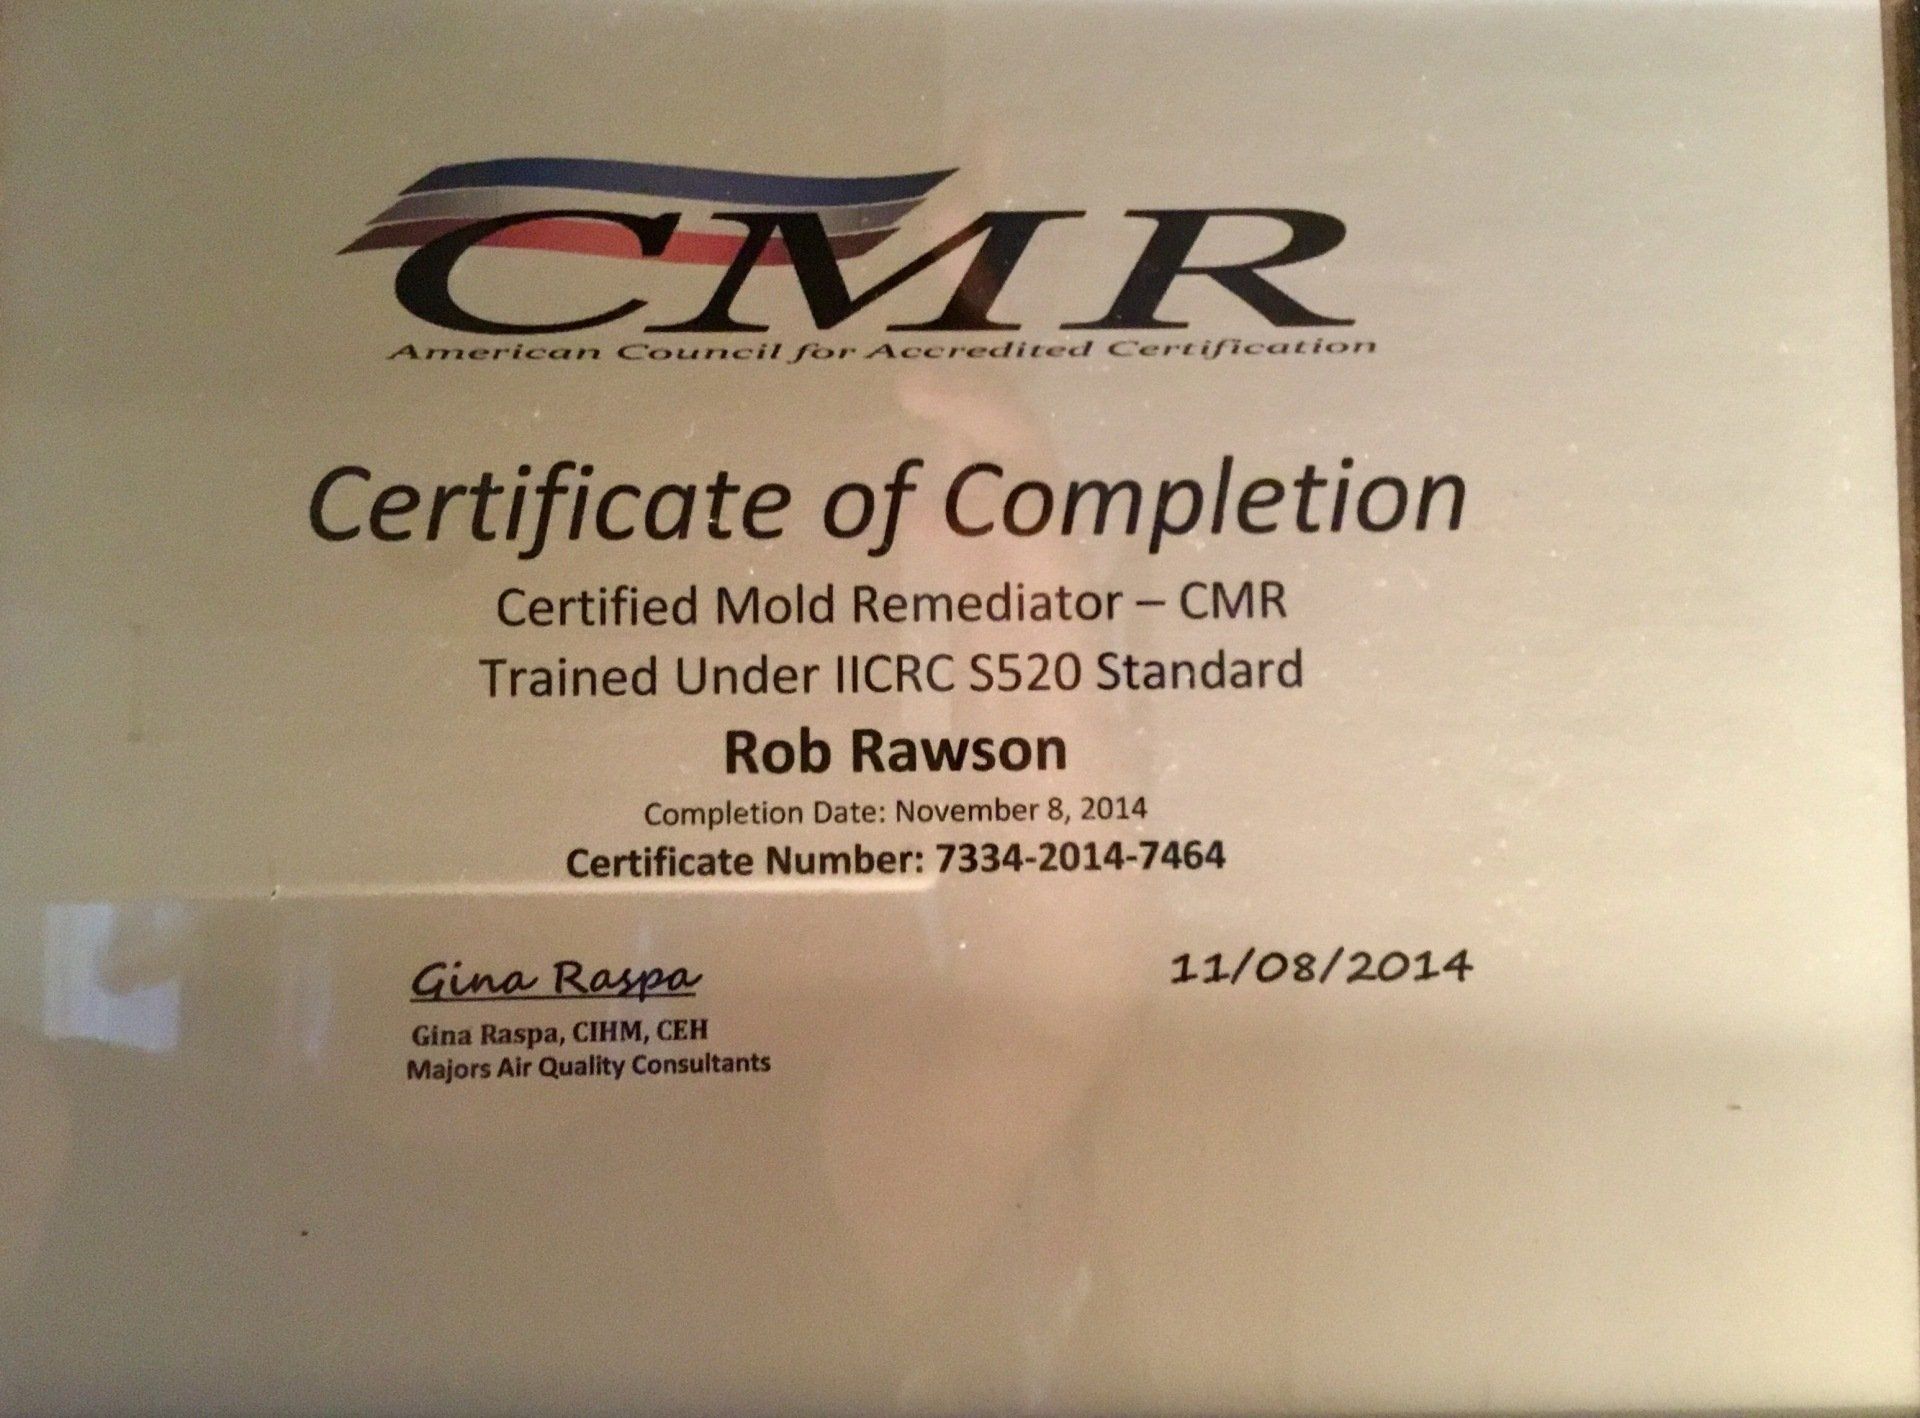 CMR
American Council for Accredited Certification
Certificate of Completion
Certified Mold Remediator – CMR
Trained Under IICRC S520 Standard
Rob Rawson
Completion Date: November 8, 2014
Certificate Number: 7334-2014-7464
Gina Raspa
11/08/2014
Gina Raspa, CIHM, CEH
Majors Air Quality Consultants